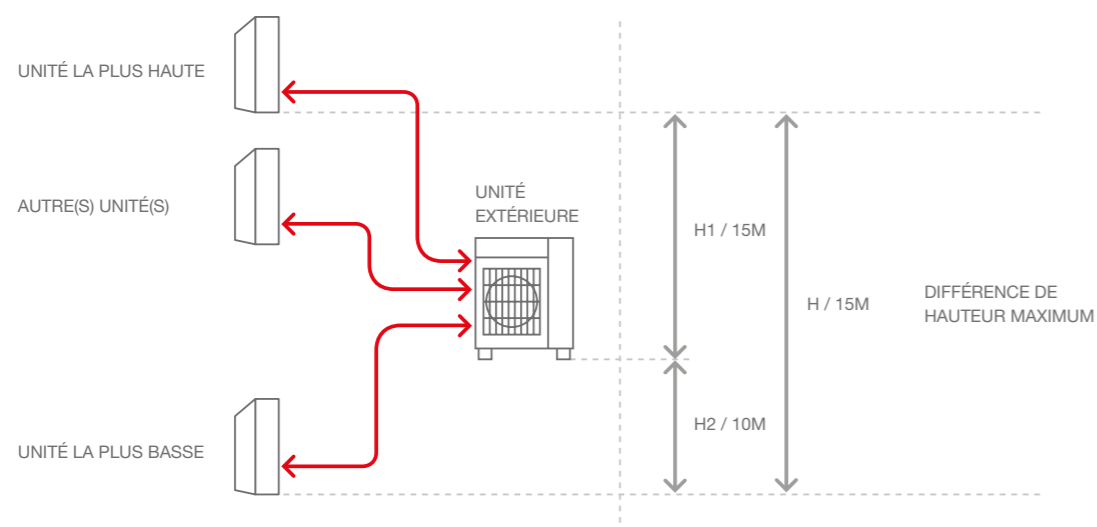 UNITÉ LA PLUS HAUTE
AUTRE(S) UNITÉ(S)
UNITÉ
EXTÉRIEURE
UNITÉ LA PLUS BASSE
H1 / 15M
H / 15M
H2 / 10M
DIFFÉRENCE DE
HAUTEUR MAXIMUM